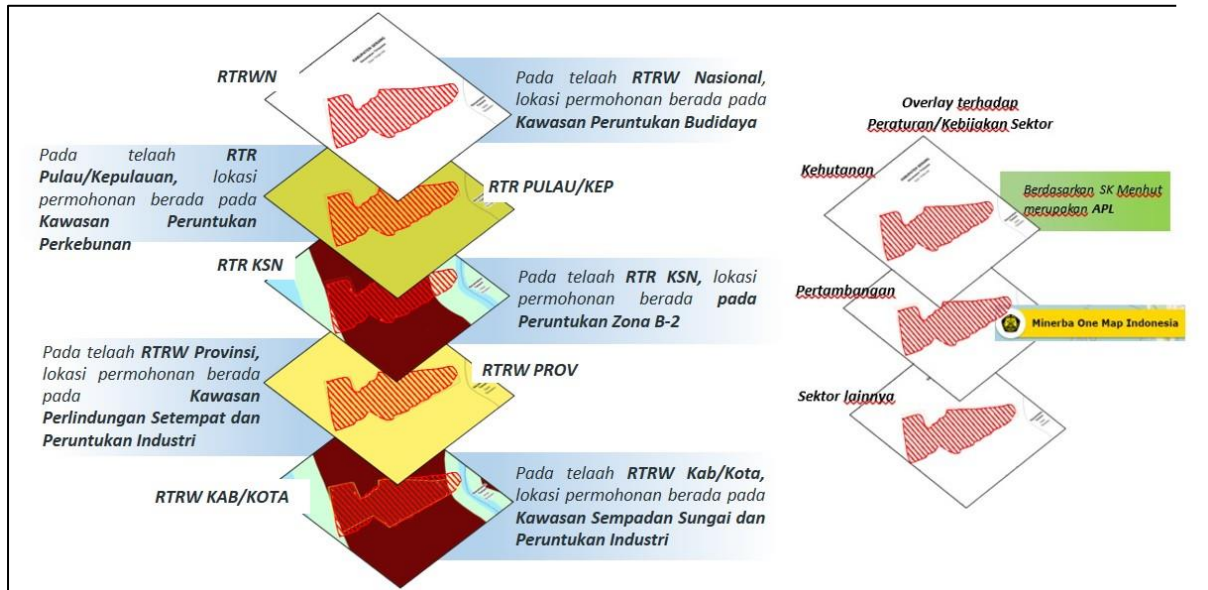 RTRWN
Pada telaah RTRW Nasional,
lokasi permohonan berada pada
Kawasan Peruntukan Budidaya
Pada telaah RTR
Pulau/Kepulauan, lokasi
permohonan berada pada
Kawasan Peruntukan
Perkebunan
RTR PULAU/KEP
RTR KSN
Pada telaah RTR KSN, lokasi
permohonan berada pada
Peruntukan Zona B-2
Pada telaah RTRW Provinsi,
lokasi permohonan berada
pada Kawasan
Perlindungan Setempat dan
Peruntukan Industri
RTRW PROV
RTRW KAB/KOTA
Pada telaah RTRW Kab/Kota,
lokasi permohonan berada pada
Kawasan Sempadan Sungai dan
Peruntukan Industri
Overlay terhadap
Peraturan/Kebijakan Sektor
Kehutanan
Berdasarkan SK Menhut
merupakan APL
Pertambangan
Minerba One Map Indonesia
Sektor lainnya